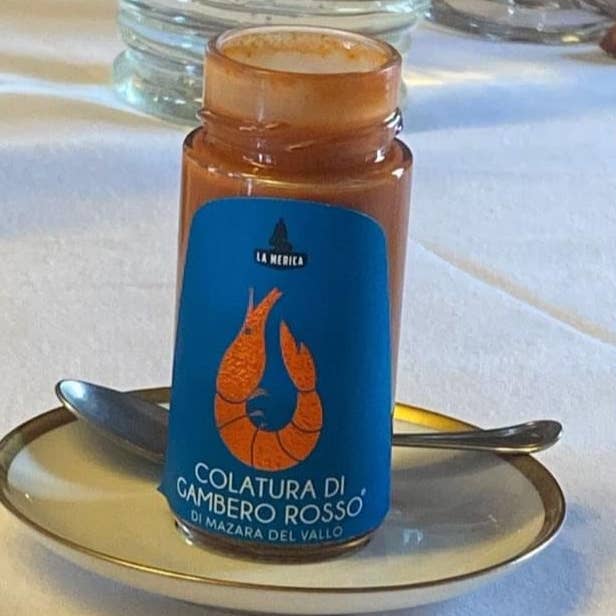 LA MERICA
COLATURA DI
GAMBERO ROSSO*
DI MAZARA DEL VALLO